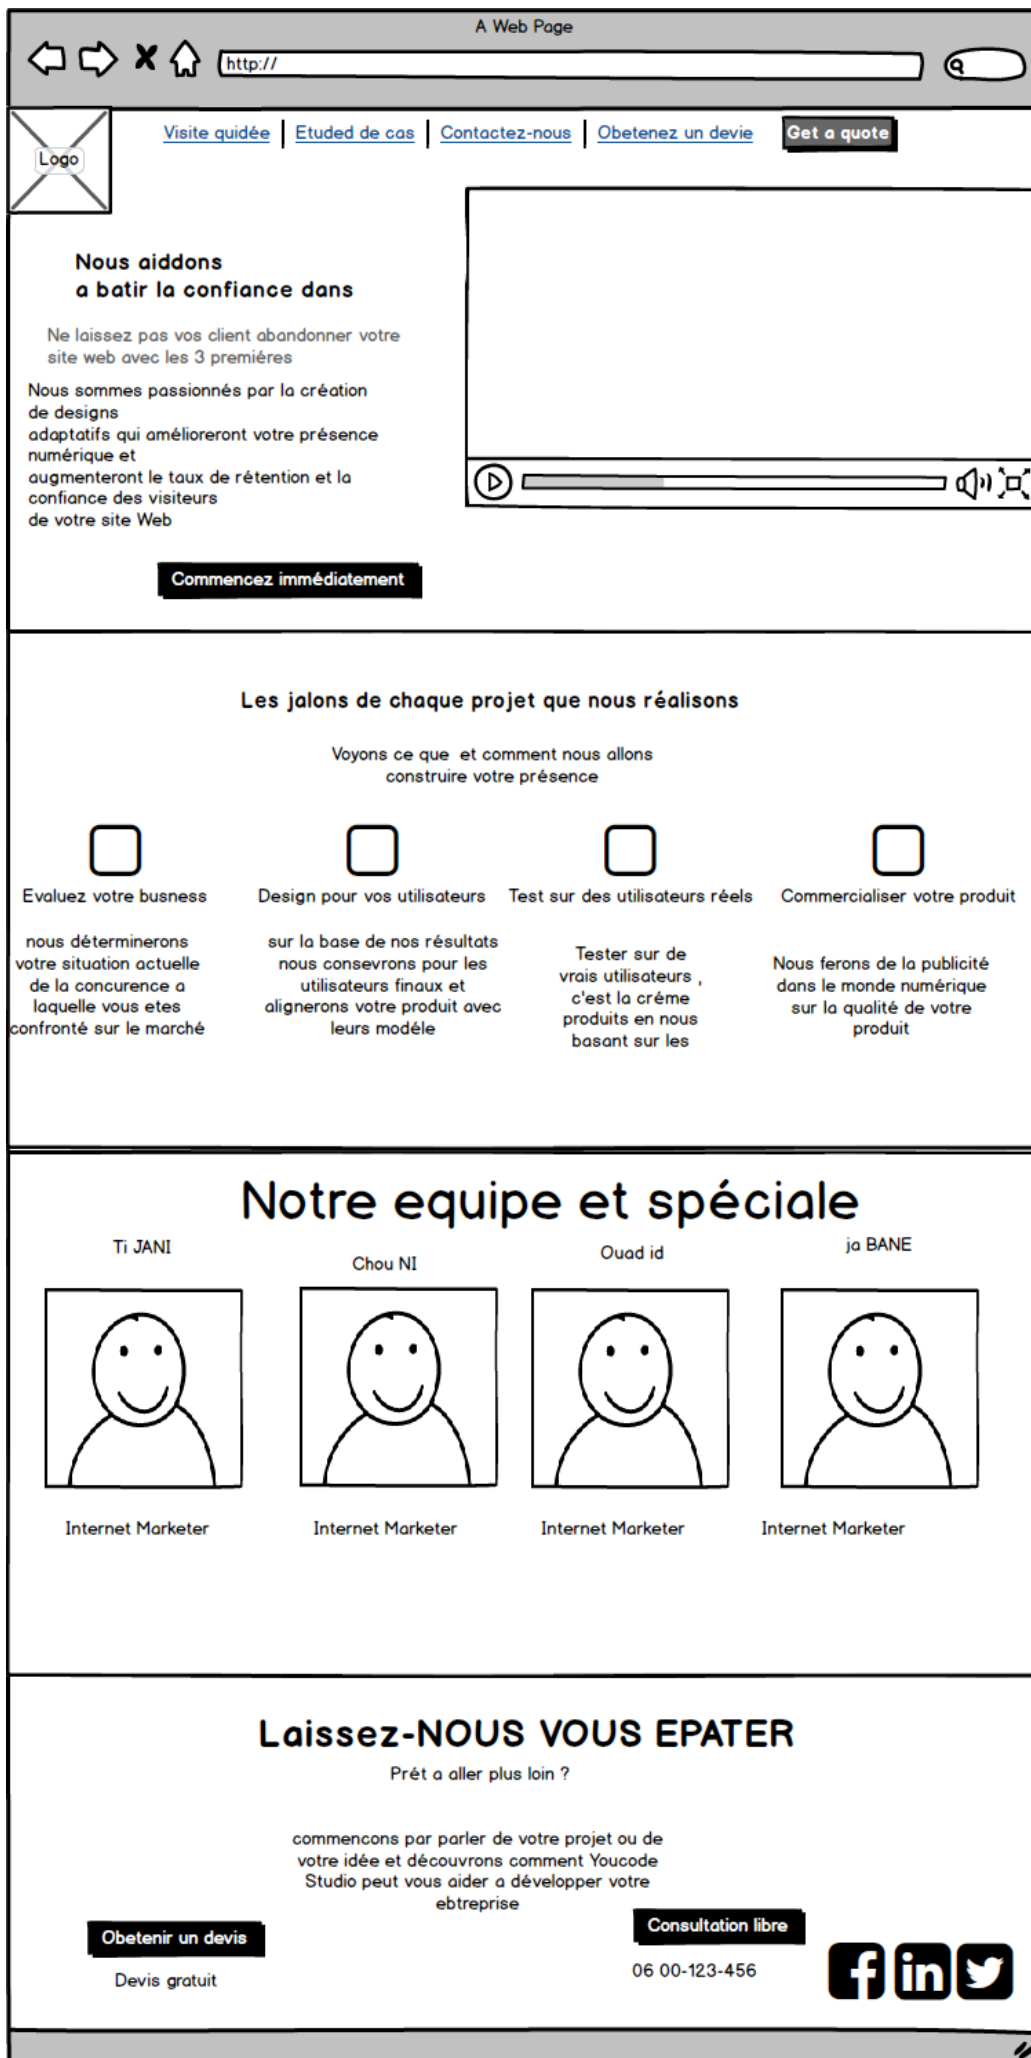 A Web Page
http://
Logo
Visite quidée
Etuded de cas
Contactez-nous
Obetenez un devie
Get a quote
Nous aiddons
a batir la confiance dans
Ne laissez pas vos client abandonner votre
site web avec les 3 premiéres
Nous sommes passionnés par la création
de designs
adaptatifs qui amélioreront votre présence
numérique et
augmenteront le taux de rétention et la
confiance des visiteurs
de votre site Web
Commencez immédiatement
Les jalons de chaque projet que nous réalisons
Voyons ce que et comment nous allons
construire votre présence
Evaluez votre busness
nous déterminerons
votre situation actuelle
de la concurence a
laquelle vous etes
confronté sur le marché
Design pour vos utilisateurs
sur la base de nos résultats
nous consevrons pour les
utilisateurs finaux et
alignerons votre produit avec
leurs modéle
Test sur des utilisateurs réels
Tester sur de
vrais utilisateurs ,
c'est la créme
produits en nous
basant sur les
Commercialiser votre produit
Nous ferons de la publicité
dans le monde numérique
sur la qualité de votre
produit
Notre equipe et spéciale
Ti JANI
Chou NI
Ouad id
ja BANE
Internet Marketer
Internet Marketer
Internet Marketer
Internet Marketer
Laissez-NOUS VOUS EPATER
Prét a aller plus loin ?
commencons par parler de votre projet ou de
votre idée et découvrons comment Youcode
Studio peut vous aider a développer votre
ebtreprise
Obetenir un devis
Devis gratuit
Consultation libre
06 00-123-456